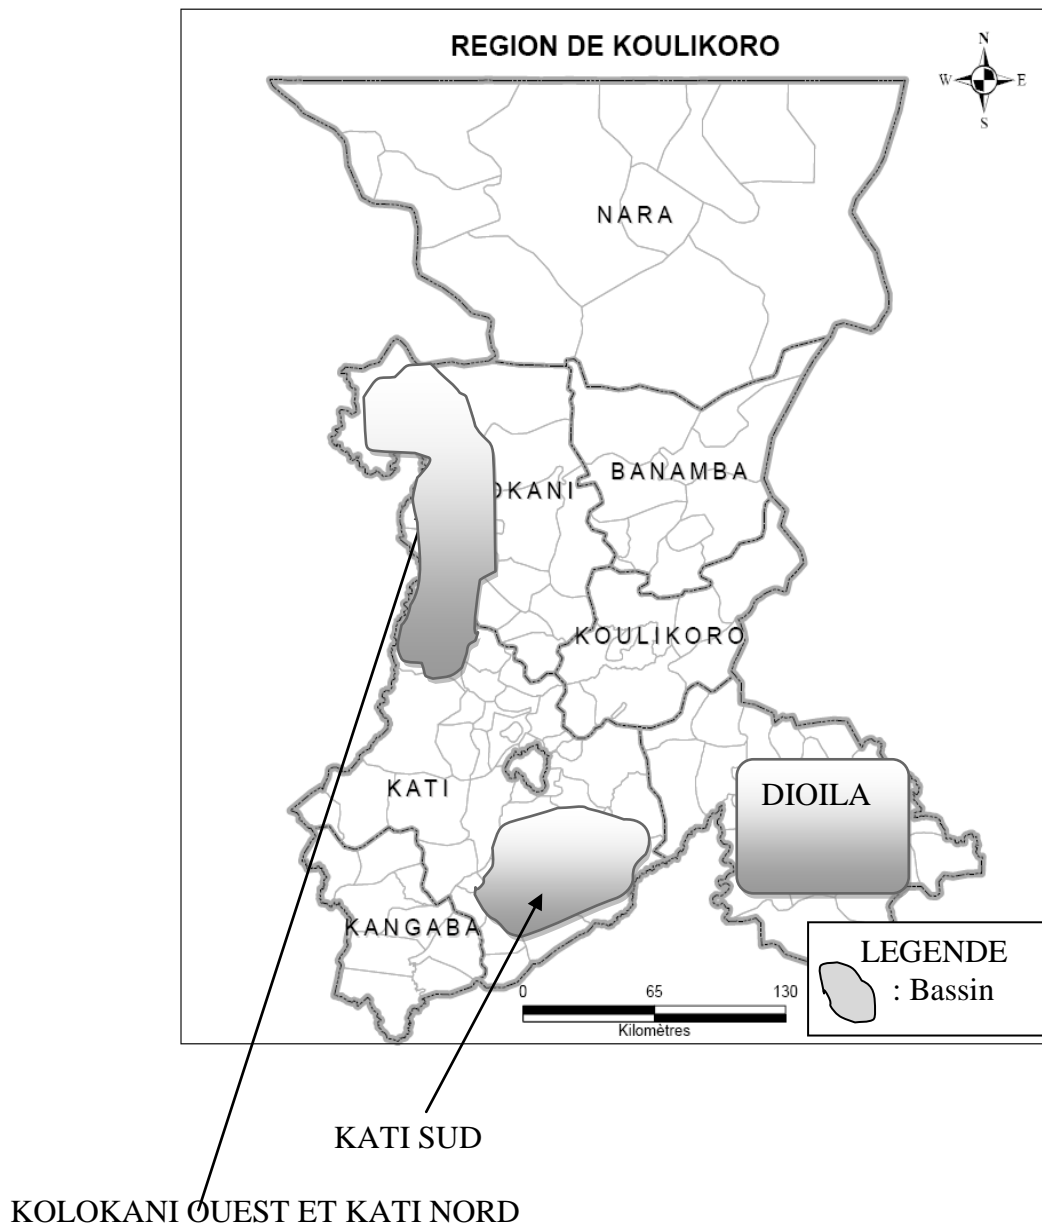 REGION DE KOULIKORO
N
W E
S
NARA
BANAMBA
OKANI
KOULIKORO
KATI
DIOILA
KANGABA
LEGENDE
: Bassin
0 65 130
Kilomètres
KATI SUD
KOLOKANI OUEST ET KATI NORD